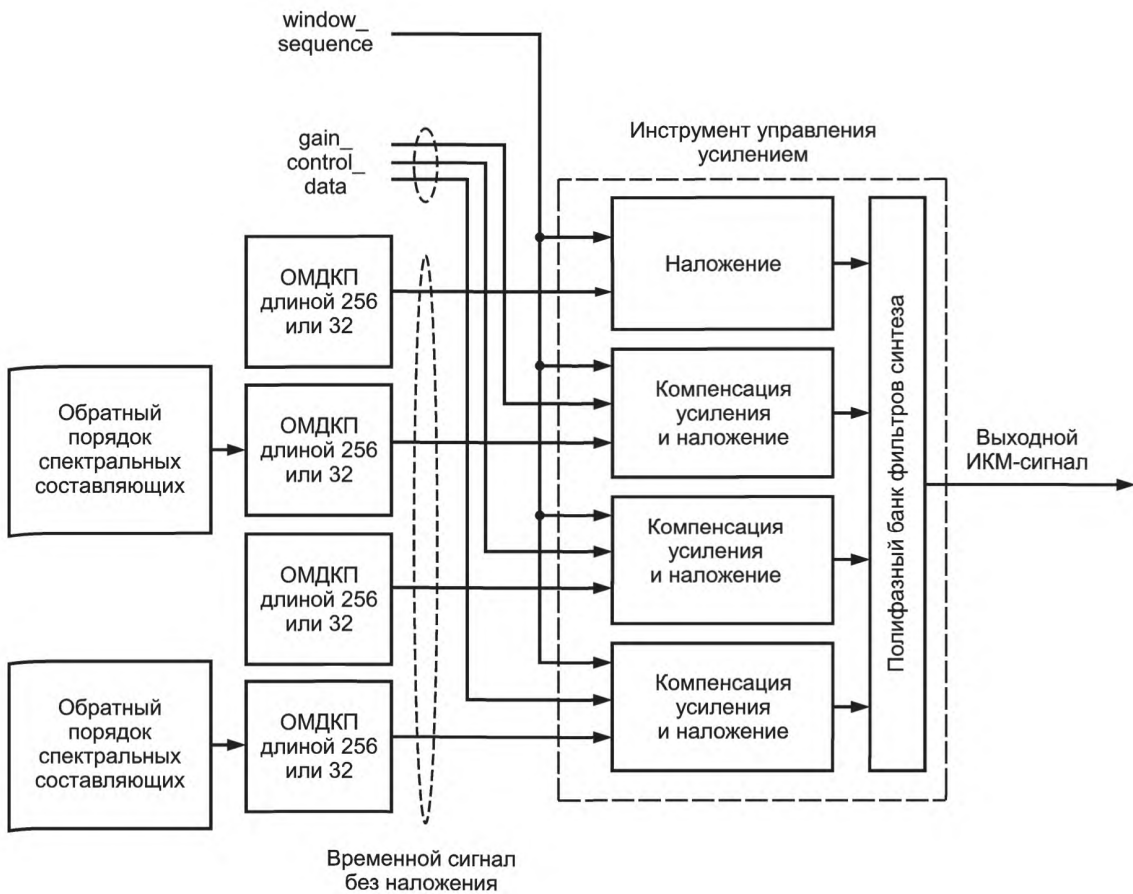 window_
sequence
gain_
control_
data
Инструмент управления
усилением
ОМДКП
длиной 256
или 32
Наложение
Обратный
порядок
спектральных
составляющих
ОМДКП
длиной 256
или 32
Компенсация
усиления
и наложение
Полифазный банк фильтров синтеза
Выходной
ИКМ-сигнал
ОМДКП
длиной 256
или 32
Компенсация
усиления
и наложение
Обратный
порядок
спектральных
составляющих
ОМДКП
длиной 256
или 32
Компенсация
усиления
и наложение
Временной сигнал
без наложения